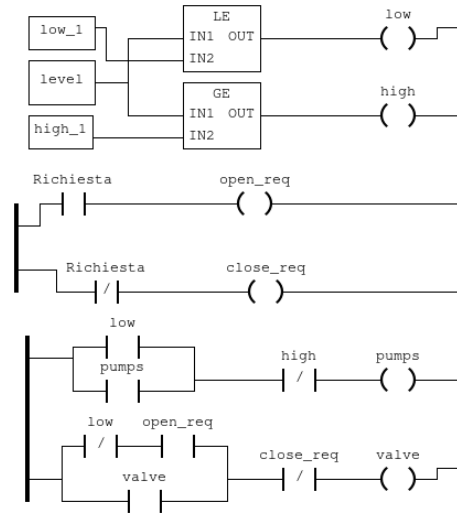 LE
low
low_1
IN1 OUT
IN2
level
GE
high
IN1 OUT
high_1
IN2
Richiesta
open_req
Richiesta
close_req
/
low
high
pumps
pumps
/
low
open_req
close_req
valve
/
valve
/